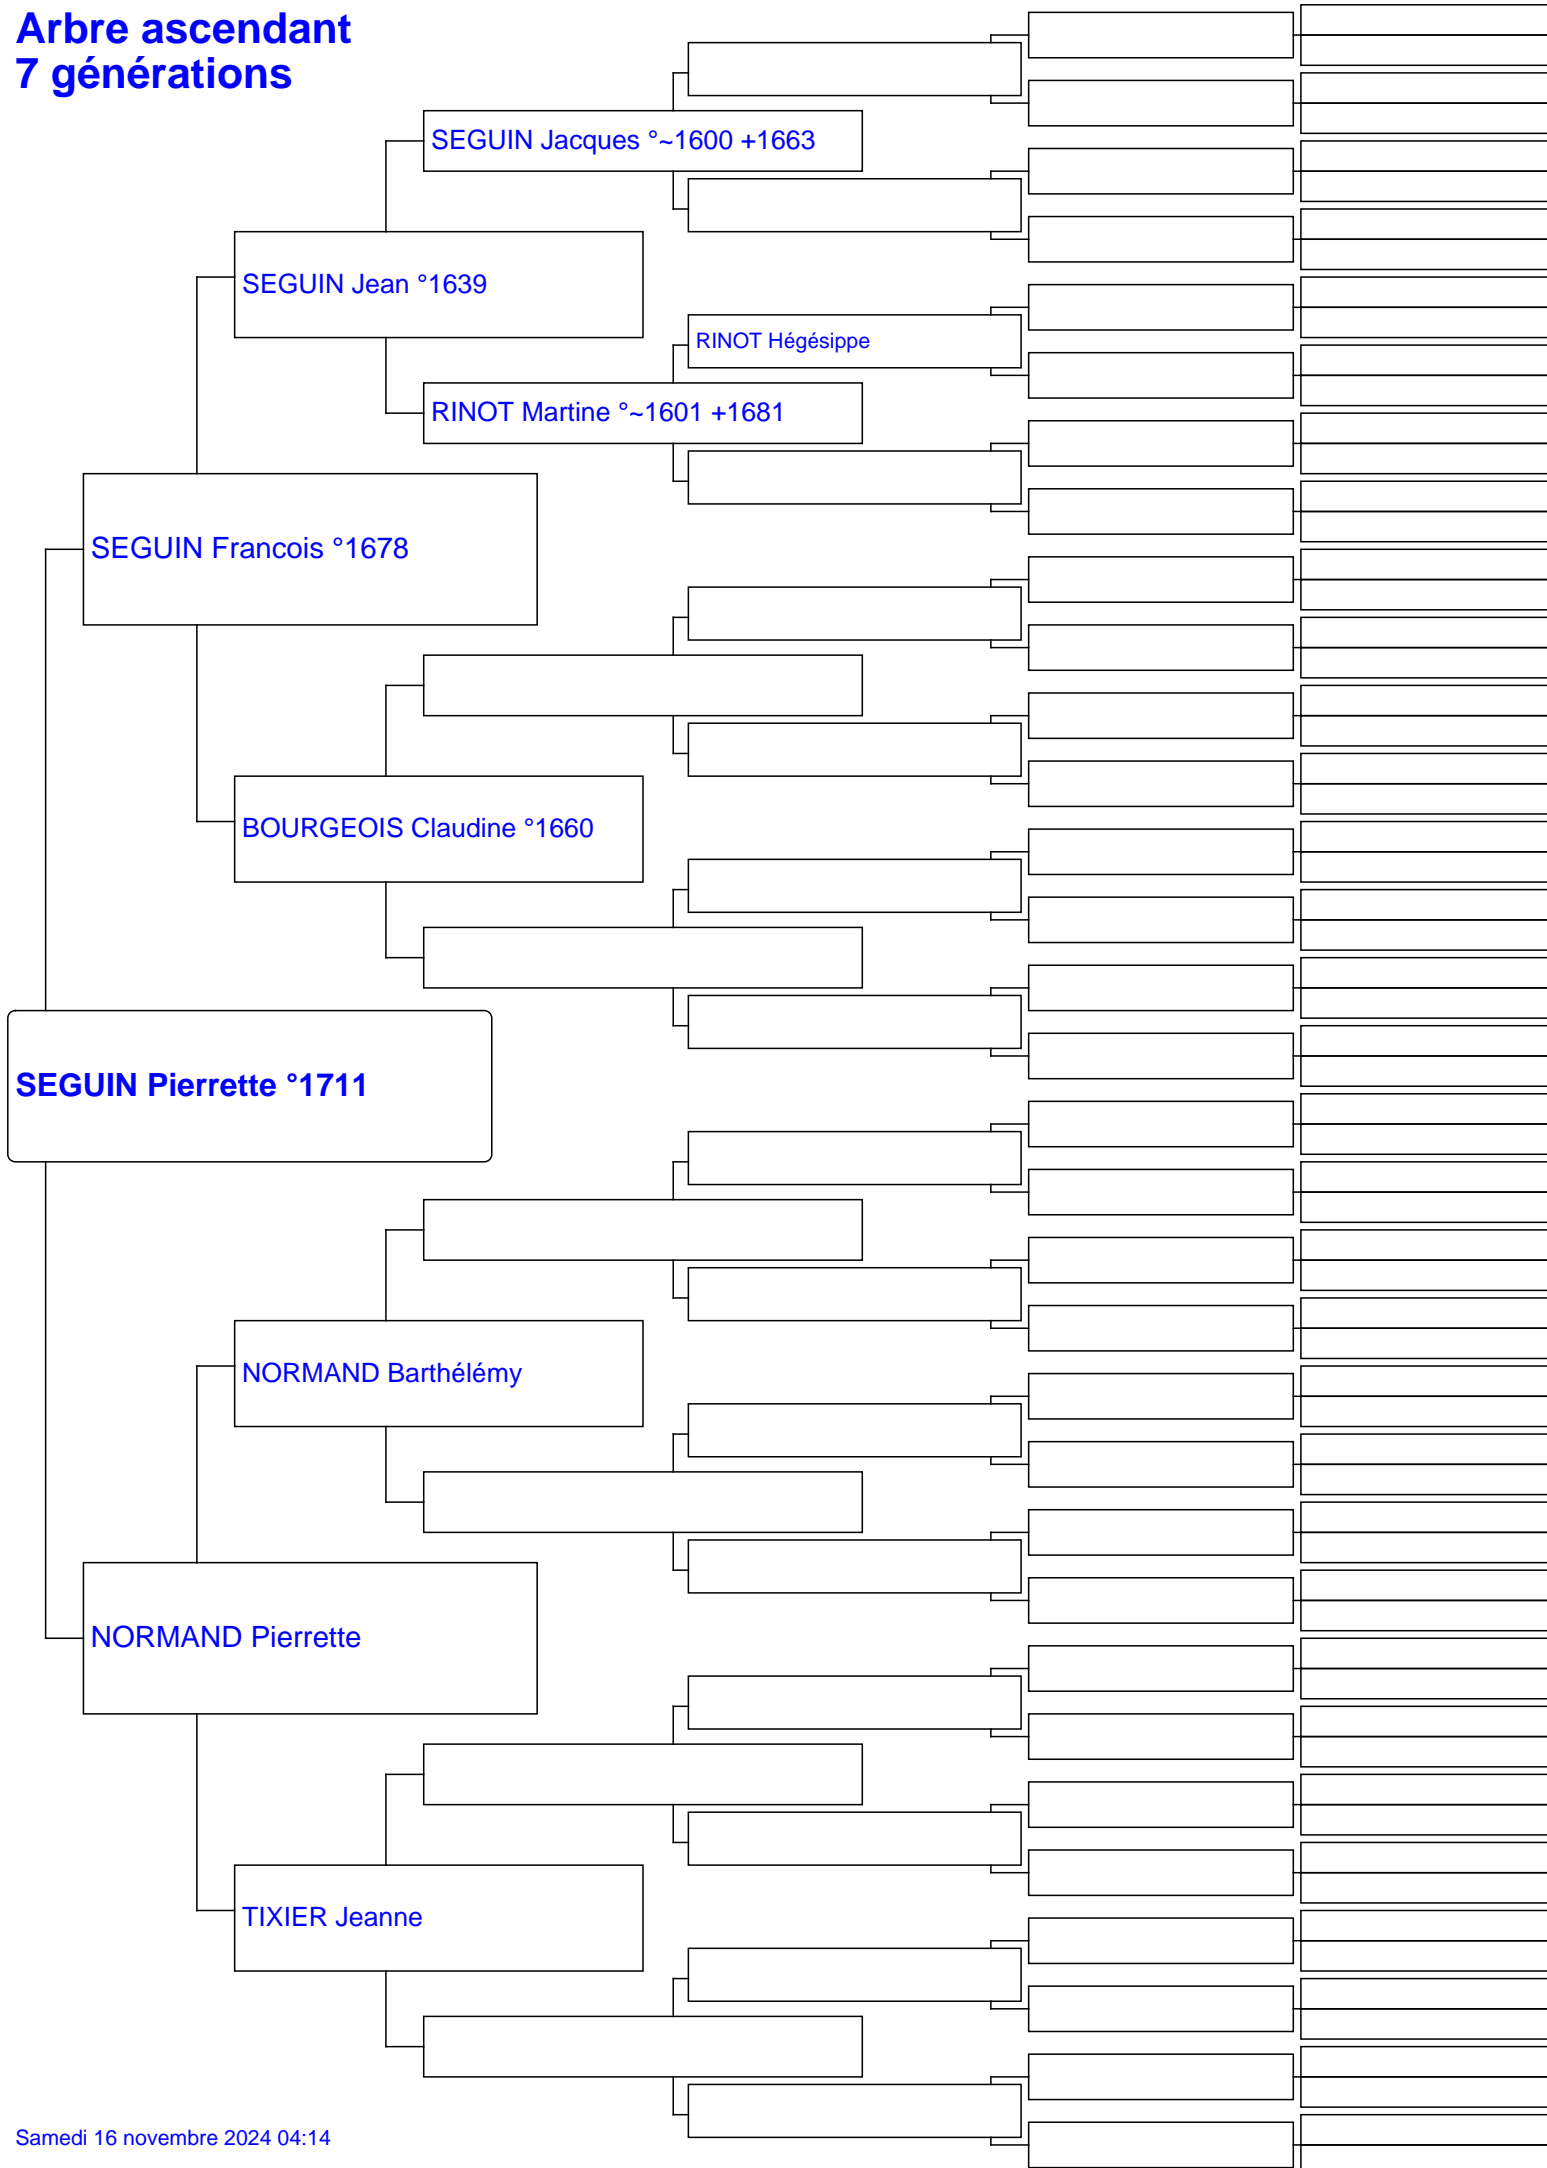 Arbre ascendant
7 générations
SEGUIN Jacques °~1600 +1663
SEGUIN Jean °1639
RINOT Hégésippe
RINOT Martine °~1601 +1681
SEGUIN Francois °1678
BOURGEOIS Claudine °1660
SEGUIN Pierrette °1711
NORMAND Barthélémy
NORMAND Pierrette
TIXIER Jeanne
Samedi 16 novembre 2024 04:14